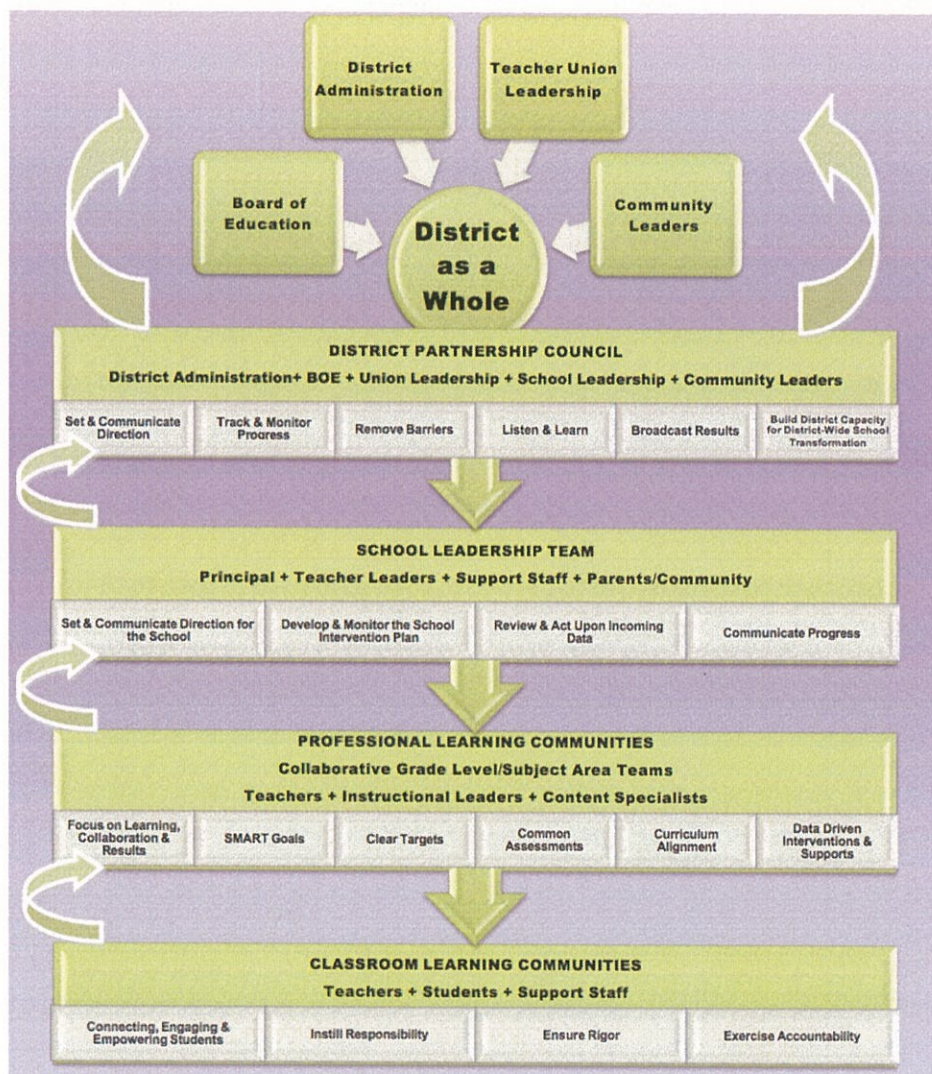 District
Administration
Teacher Union
Leadership
Board of
Education
Community
Leaders
District
as a
Whole
DISTRICT PARTNERSHIP COUNCIL
District Administration+ BOE + Union Leadership + School Leadership + Community Leaders
Set & Communicate
Direction
Track & Monitor
Progress
Remove Barriers
Listen & Learn
Broadcast Results
Build District Capacity
for District-Wide School
Transformation
SCHOOL LEADERSHIP TEAM
Principal + Teacher Leaders + Support Staff + Parents/Community
Set & Communicate Direction for
the School
Develop & Monitor the School
Intervention Plan
Review & Act Upon Incoming
Data
Communicate Progress
PROFESSIONAL LEARNING COMMUNITIES
Collaborative Grade Level/Subject Area Teams
Teachers + Instructional Leaders + Content Specialists
Focus on Learning,
Collaboration &
Results
SMART Goals
Clear Targets
Common
Assessments
Curriculum
Alignment
Data Driven
Interventions &
Supports
CLASSROOM LEARNING COMMUNITIES
Teachers + Students + Support Staff
Connecting, Engaging &
Empowering Students
Instill Responsibility
Ensure Rigor
Exercise Accountability